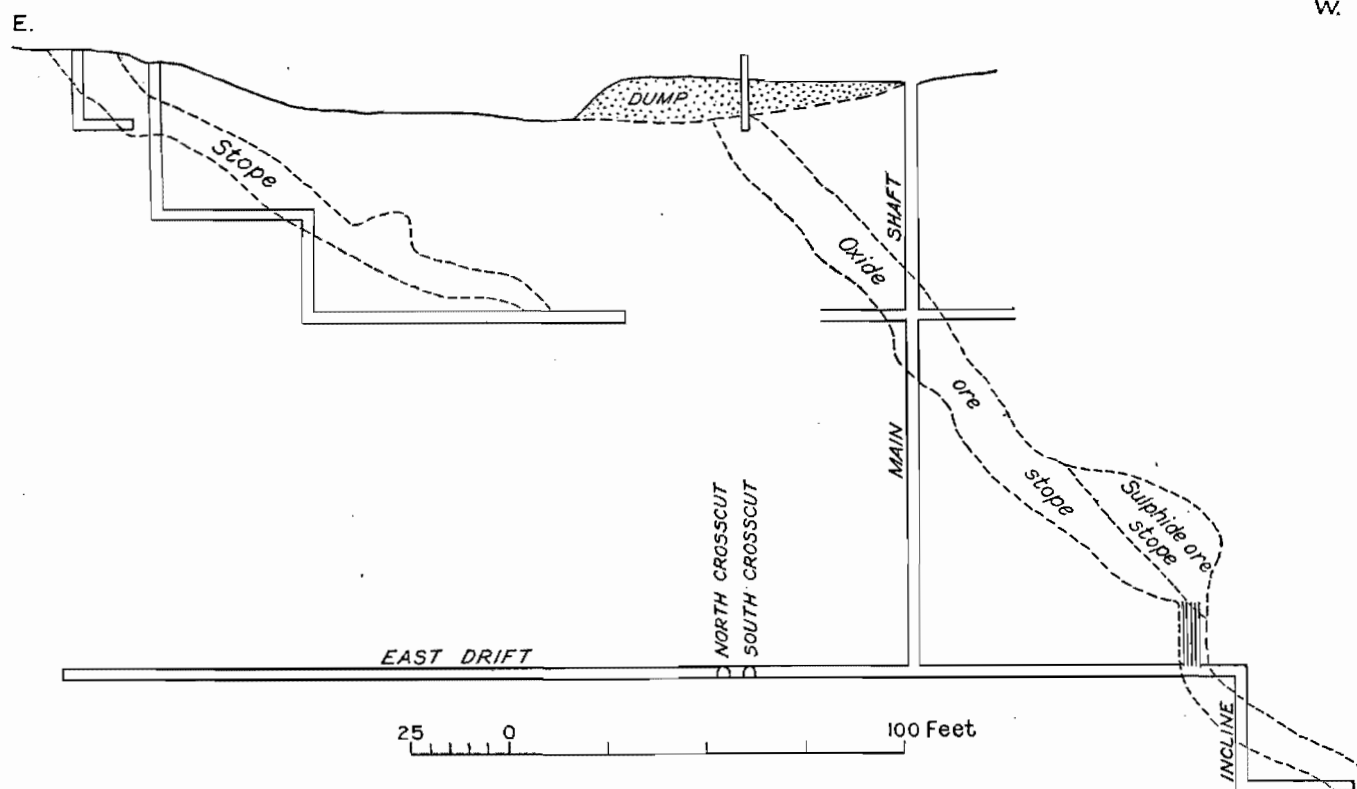 E.
W.
DUMP
Stope
SHAFT
Oxide
ore
MAIN
stope
Sulphide ore
stope
NORTH CROSSCUT
SOUTH CROSSCUT
EAST DRIFT
25 0 100 Feet
INCLINE